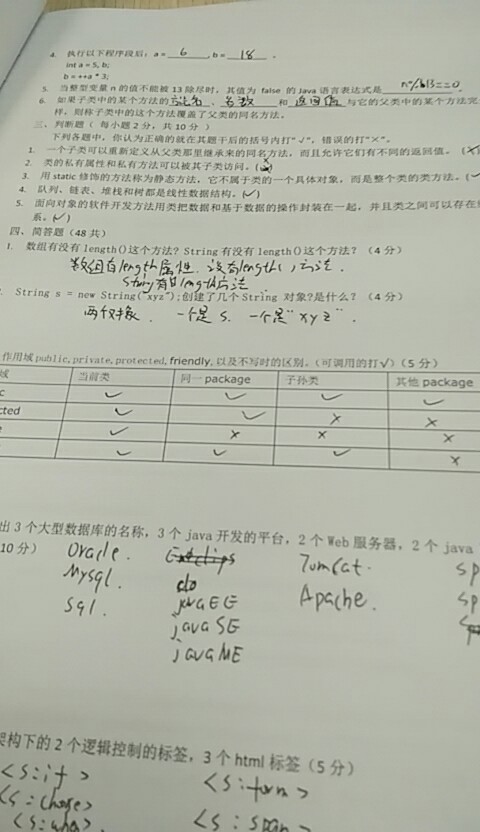 4. 执行以下程序段后：a = 6 , b = 18 .
int a = 5, b;
b = ++a * 3;
5. 当整型变量 n 的值不能被 13 除尽时，其值为 false 的 Java 语言表达式是 n%13==0
6. 如果子类中的某个方法的 名、参数 和 返回值 与它的父类中的某个方法完
样，则称子类中的这个方法覆盖了父类的同名方法。
三、判断题（ 每小题 2 分，共 10 分 ）
下列各题中，你认为正确的就在其题干后的括号内打"√"，错误的打"×"。
1. 一个子类可以重新定义从父类那里继承来的同名方法，而且允许它们有不同的返回值。（×
2. 类的私有属性和私有方法可以被其子类访问。（
3. 用 static 修饰的方法称为静态方法，它不属于类的一个具体对象，而是整个类的类方法。（✓
4. 队列、链表、堆栈和树都是线性数据结构。（✓）
5. 面向对象的软件开发方法用类把数据和基于数据的操作封装在一起，并且类之间可以存在
系。（✓）
四、简答题（48 共）
1. 数组有没有 length()这个方法？String 有没有 length()这个方法？（4 分）
数组有length属性，没有length()方法.
String有length方法
. String s = new String("xyz");创建了几个 String 对象?是什么？（4 分）
两个对象. 一个是 s. 一个是"xyz".
作用域 public,private,protected,friendly,以及不写时的区别。（可调用的打√）（5 分）
域 当前类 同一 package 子孙类 其他 package
c ✓ ✓ ✓ ✓
cted ✓ ✓ × ×
e ✓ × × ×
✓ ✓ ✓ ×
出 3 个大型数据库的名称，3 个 java 开发的平台，2 个 Web 服务器，2 个 java
10 分）
Oracle. Tomcat. sp
Mysql. Apache. sp
Sql. javaEE
javaSE
javaME
架构下的 2 个逻辑控制的标签，3 个 html 标签（5 分）
<s:if> <s:form>
<s:chose> <s:span>
<s:when>